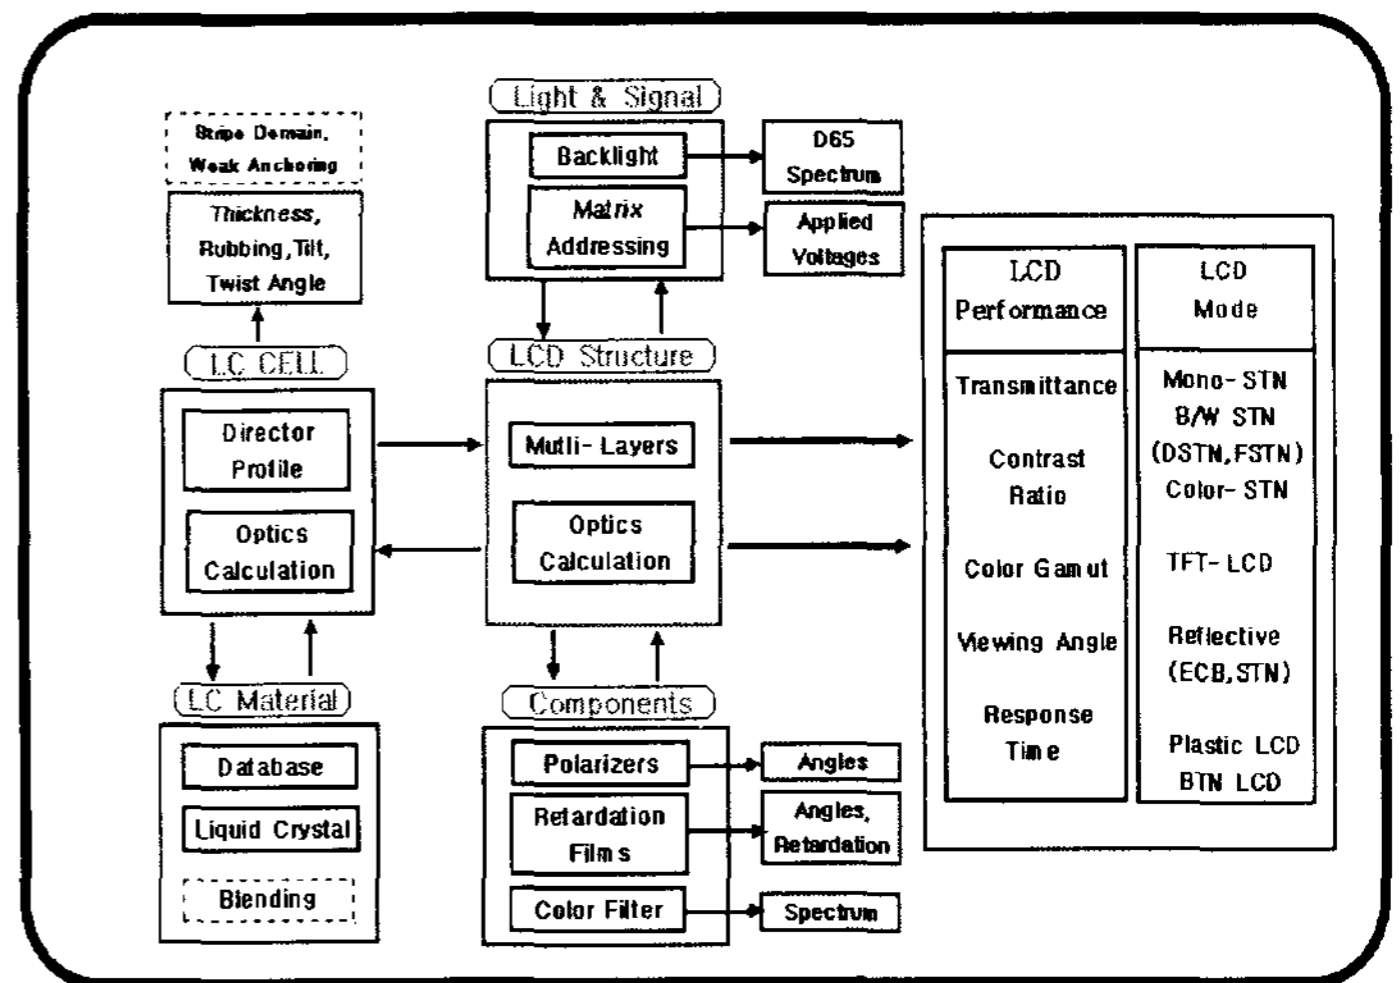 Light & Signal
Backlight
Matrix
Addressing
D65
Spectrum
Applied
Voltages
Stripe Domain,
Weak Anchoring
Thickness,
Rubbing, Tilt,
Twist Angle
LC CELL
Director
Profile
Optics
Calculation
LC Material
Database
Liquid Crystal
Blending
LCD Structure
Mutli-Layers
Optics
Calculation
Components
Polarizers
Retardation
Films
Color Filter
Angles
Angles,
Retardation
Spectrum
LCD
Performance
Transmittance
Contrast
Ratio
Color Gamut
Viewing Angle
Response
Time
LCD
Mode
Mono-STN
B/W STN
(DSTN,FSTN)
Color-STN
TFT-LCD
Reflective
(ECB,STN)
Plastic LCD
BTN LCD